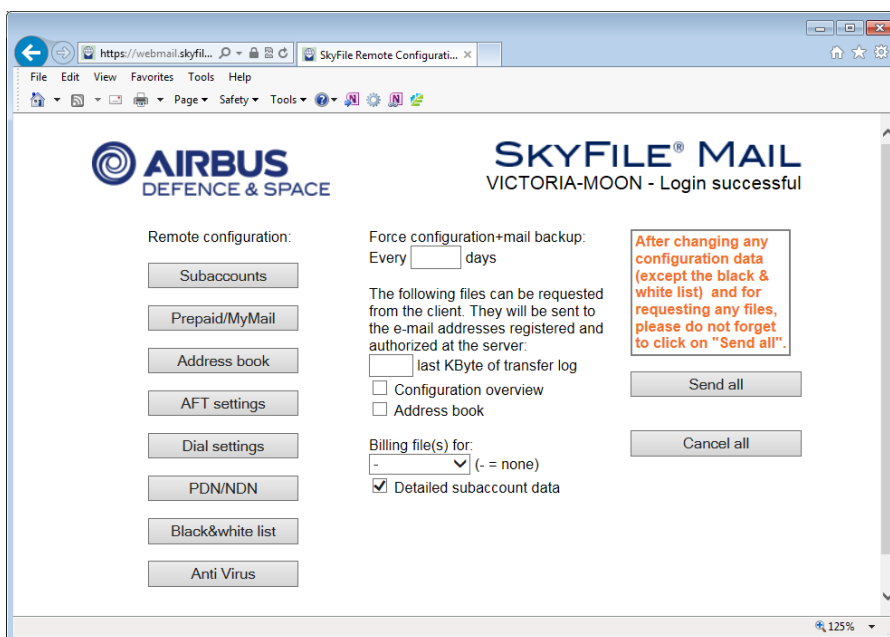 https://webmail.skyfil...
SkyFile Remote Configurati...
File Edit View Favorites Tools Help
Page Safety Tools
AIRBUS
DEFENCE & SPACE
SKYFILE® MAIL
VICTORIA-MOON - Login successful
Remote configuration:
Subaccounts
Prepaid/MyMail
Address book
AFT settings
Dial settings
PDN/NDN
Black&white list
Anti Virus
Force configuration+mail backup:
Every days
The following files can be requested
from the client. They will be sent to
the e-mail addresses registered and
authorized at the server:
last KByte of transfer log
Configuration overview
Address book
Billing file(s) for:
- (- = none)
Detailed subaccount data
After changing any
configuration data
(except the black &
white list) and for
requesting any files,
please do not forget
to click on "Send all".
Send all
Cancel all
125%